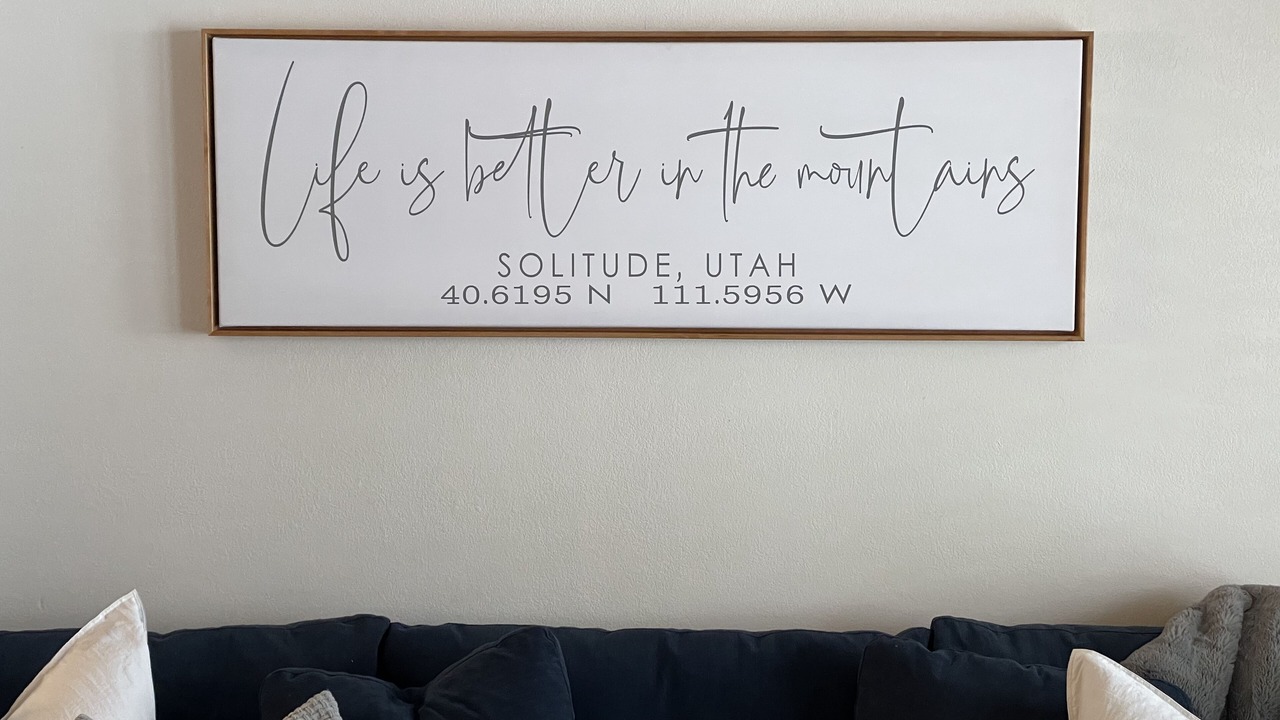 Life is better in the mountains
SOLITUDE, UTAH
40.6195 N 111.5956 W